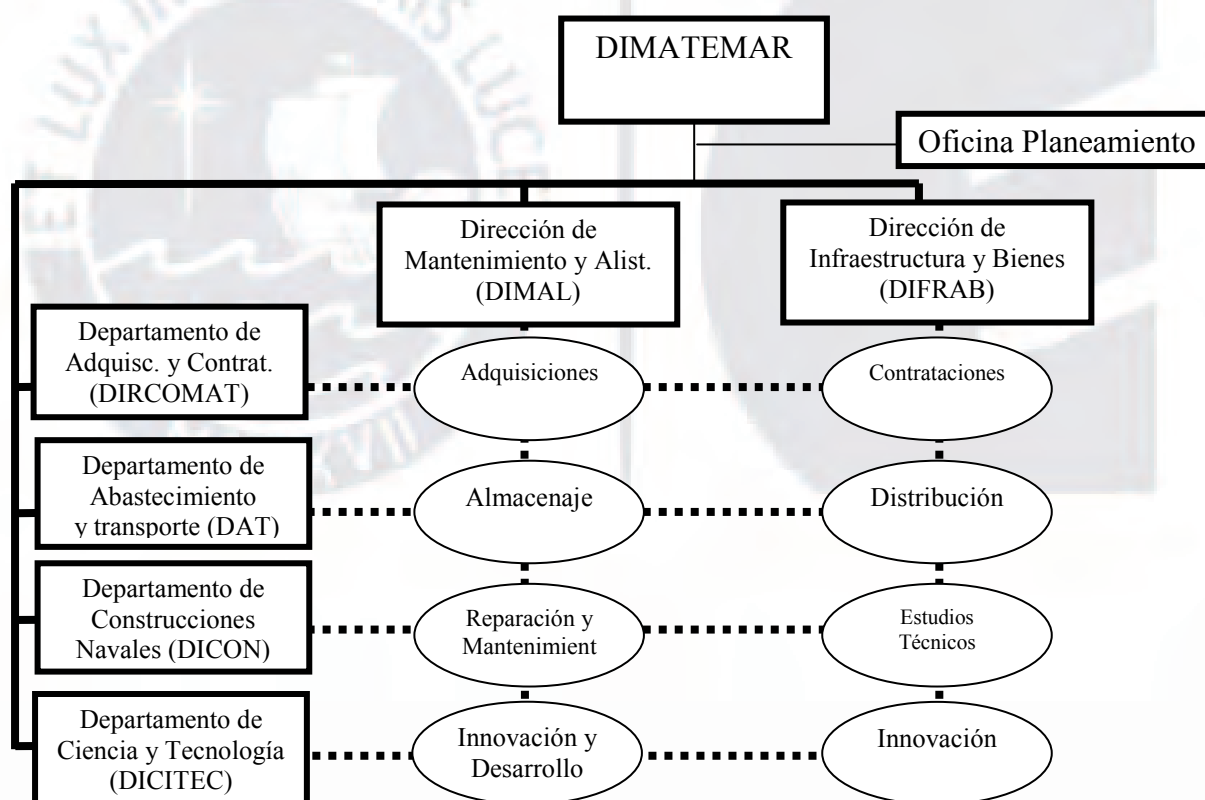 DIMATEMAR
Oficina Planeamiento
Dirección de
Mantenimiento y Alist.
(DIMAL)
Dirección de
Infraestructura y Bienes
(DIFRAB)
Departamento de
Adquisc. y Contrat.
(DIRCOMAT)
Adquisiciones
Contrataciones
Departamento de
Abastecimiento
y transporte (DAT)
Almacenaje
Distribución
Departamento de
Construcciones
Navales (DICON)
Reparación y
Mantenimient
Estudios
Técnicos
Departamento de
Ciencia y Tecnología
(DICITEC)
Innovación y
Desarrollo
Innovación